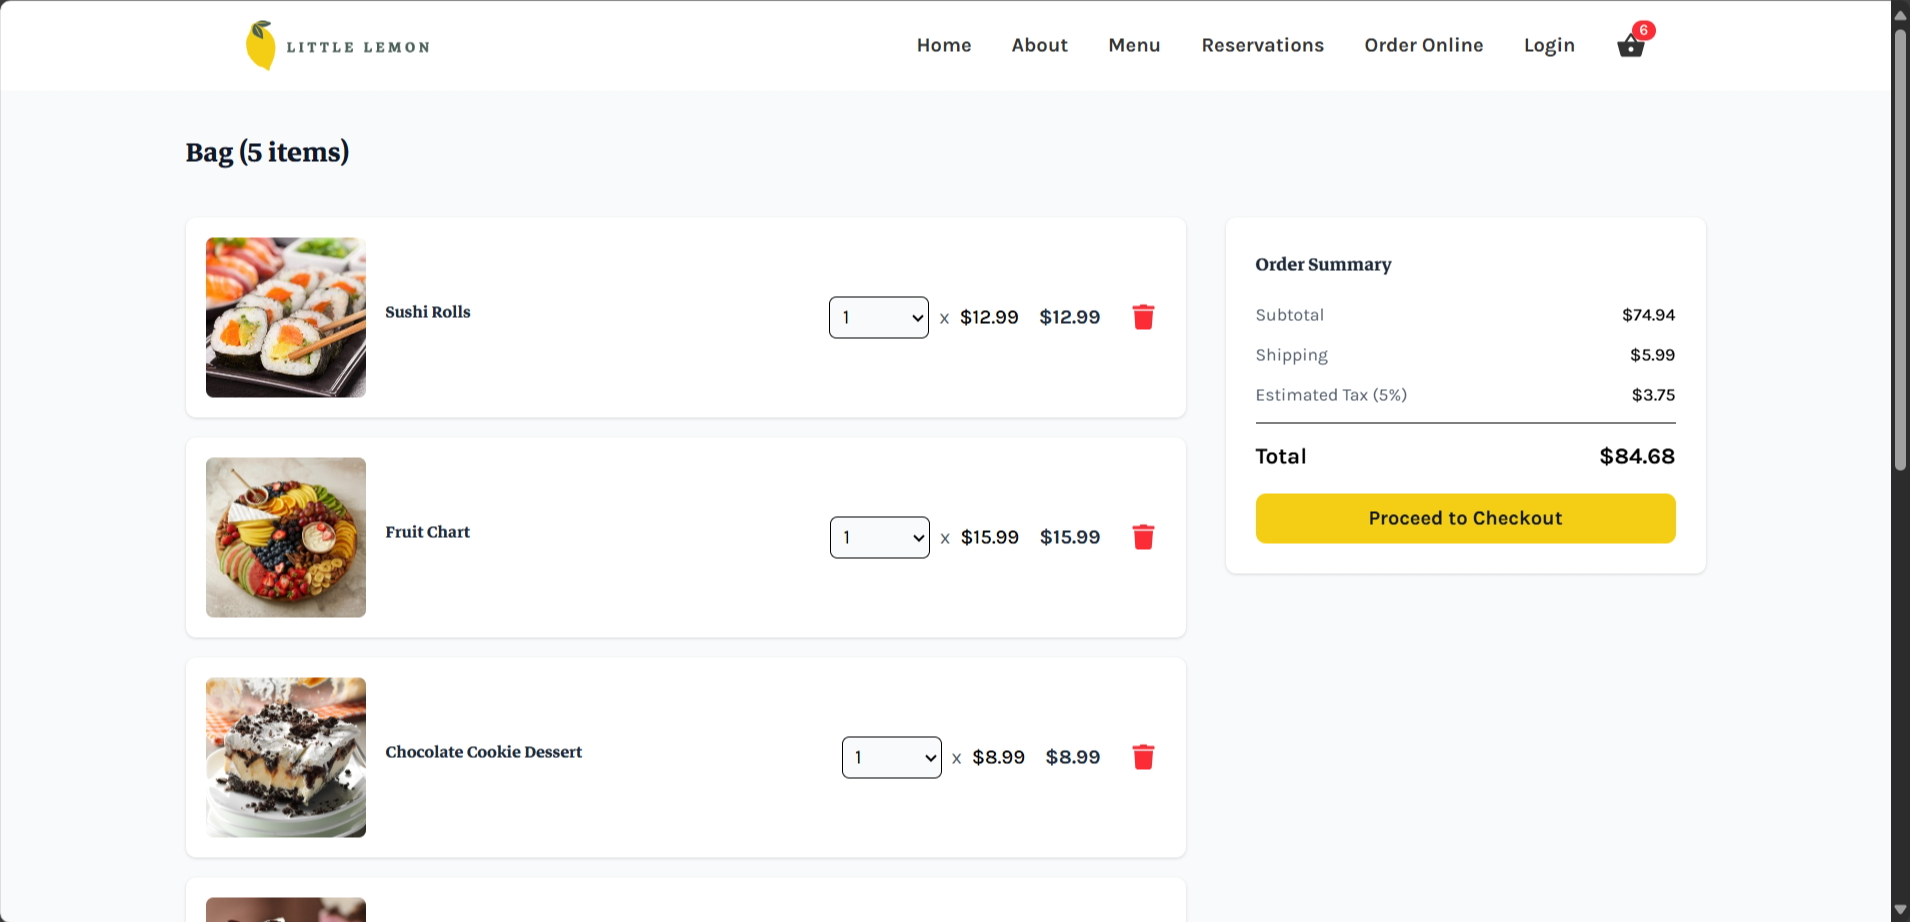 LITTLE LEMON
Home About Menu Reservations Order Online Login 6
Bag (5 items)
Sushi Rolls 1 x $12.99 $12.99
Fruit Chart 1 x $15.99 $15.99
Chocolate Cookie Dessert 1 x $8.99 $8.99
Order Summary
Subtotal $74.94
Shipping $5.99
Estimated Tax (5%) $3.75
Total $84.68
Proceed to Checkout